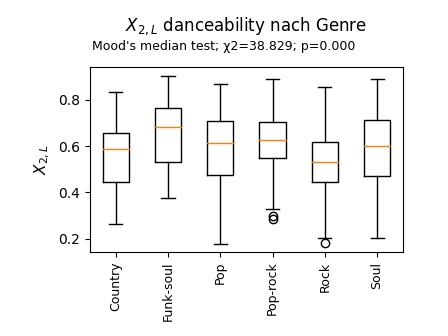 X2,L danceability nach Genre
Mood's median test; χ2=38.829; p=0.000
X2,L
0.8
0.6
0.4
0.2
Country
Funk-soul
Pop
Pop-rock
Rock
Soul